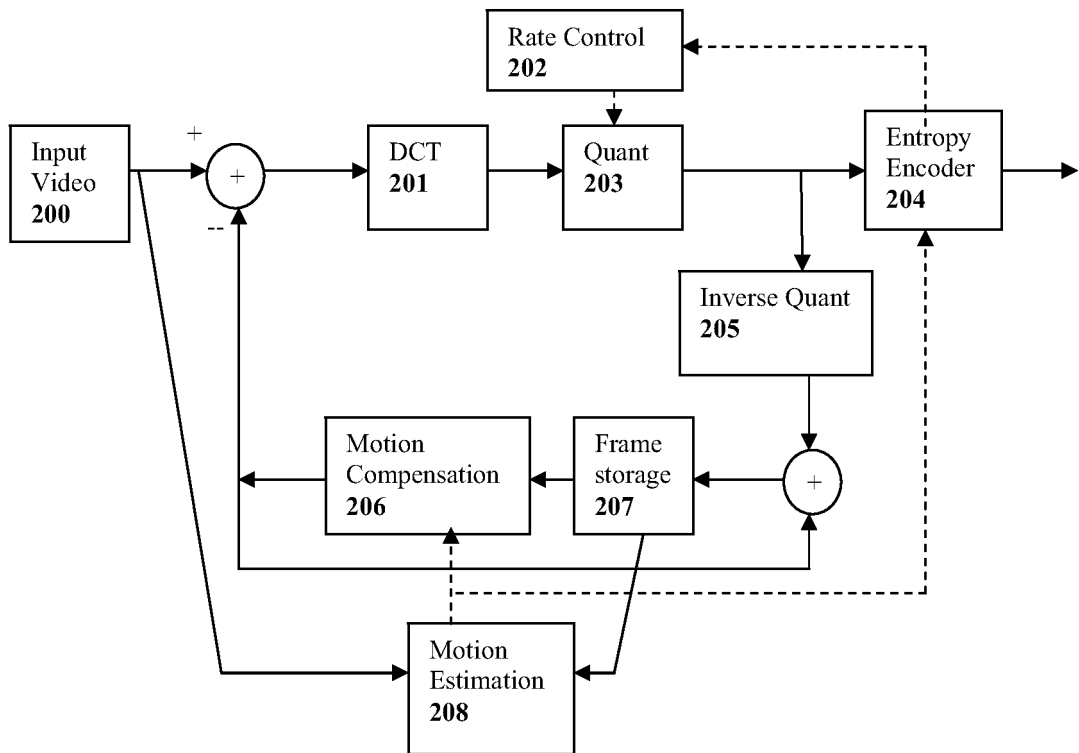 Rate Control
202
+
Input
Video
200
+
--
DCT
201
Quant
203
Entropy
Encoder
204
Inverse Quant
205
Motion
Compensation
206
Frame
storage
207
+
Motion
Estimation
208